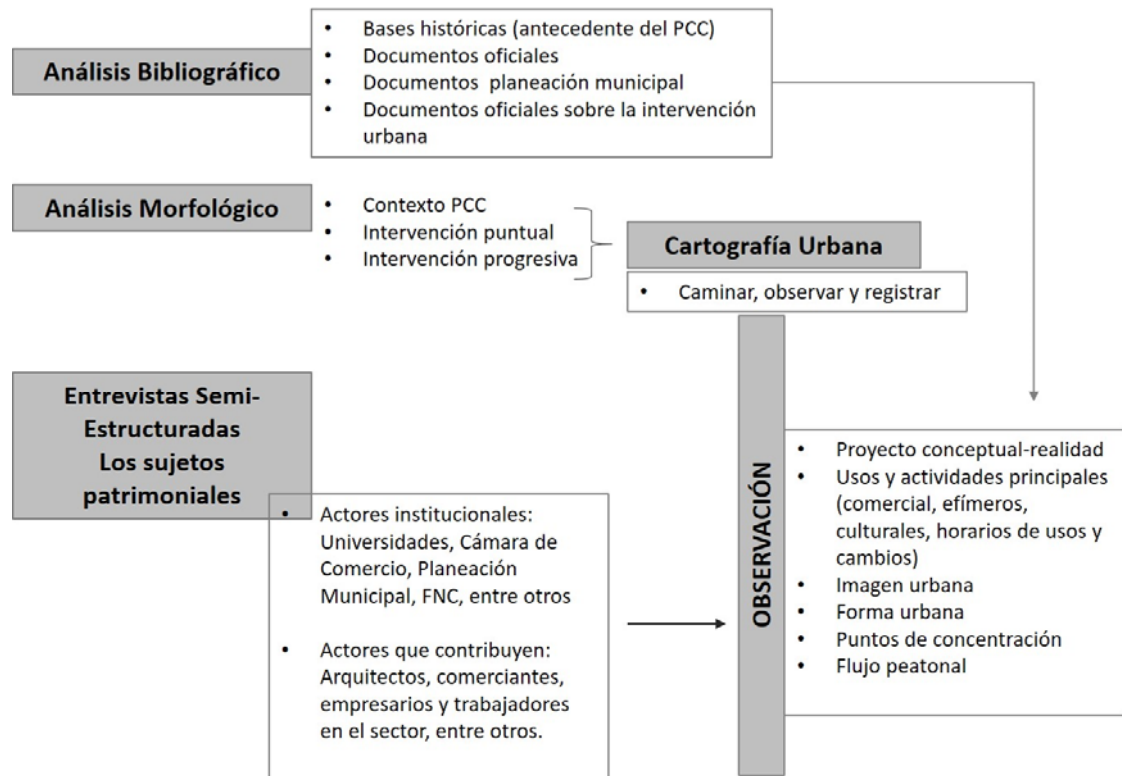 Análisis Bibliográfico
• Bases históricas (antecedente del PCC)
• Documentos oficiales
• Documentos planeación municipal
• Documentos oficiales sobre la intervención
urbana
Análisis Morfológico
• Contexto PCC
• Intervención puntual
• Intervención progresiva
Cartografía Urbana
• Caminar, observar y registrar
Entrevistas Semi-
Estructuradas
Los sujetos
patrimoniales
• Actores institucionales:
Universidades, Cámara de
Comercio, Planeación
Municipal, FNC, entre otros
• Actores que contribuyen:
Arquitectos, comerciantes,
empresarios y trabajadores
en el sector, entre otros.
OBSERVACIÓN
• Proyecto conceptual-realidad
• Usos y actividades principales
(comercial, efímeros,
culturales, horarios de usos y
cambios)
• Imagen urbana
• Forma urbana
• Puntos de concentración
• Flujo peatonal